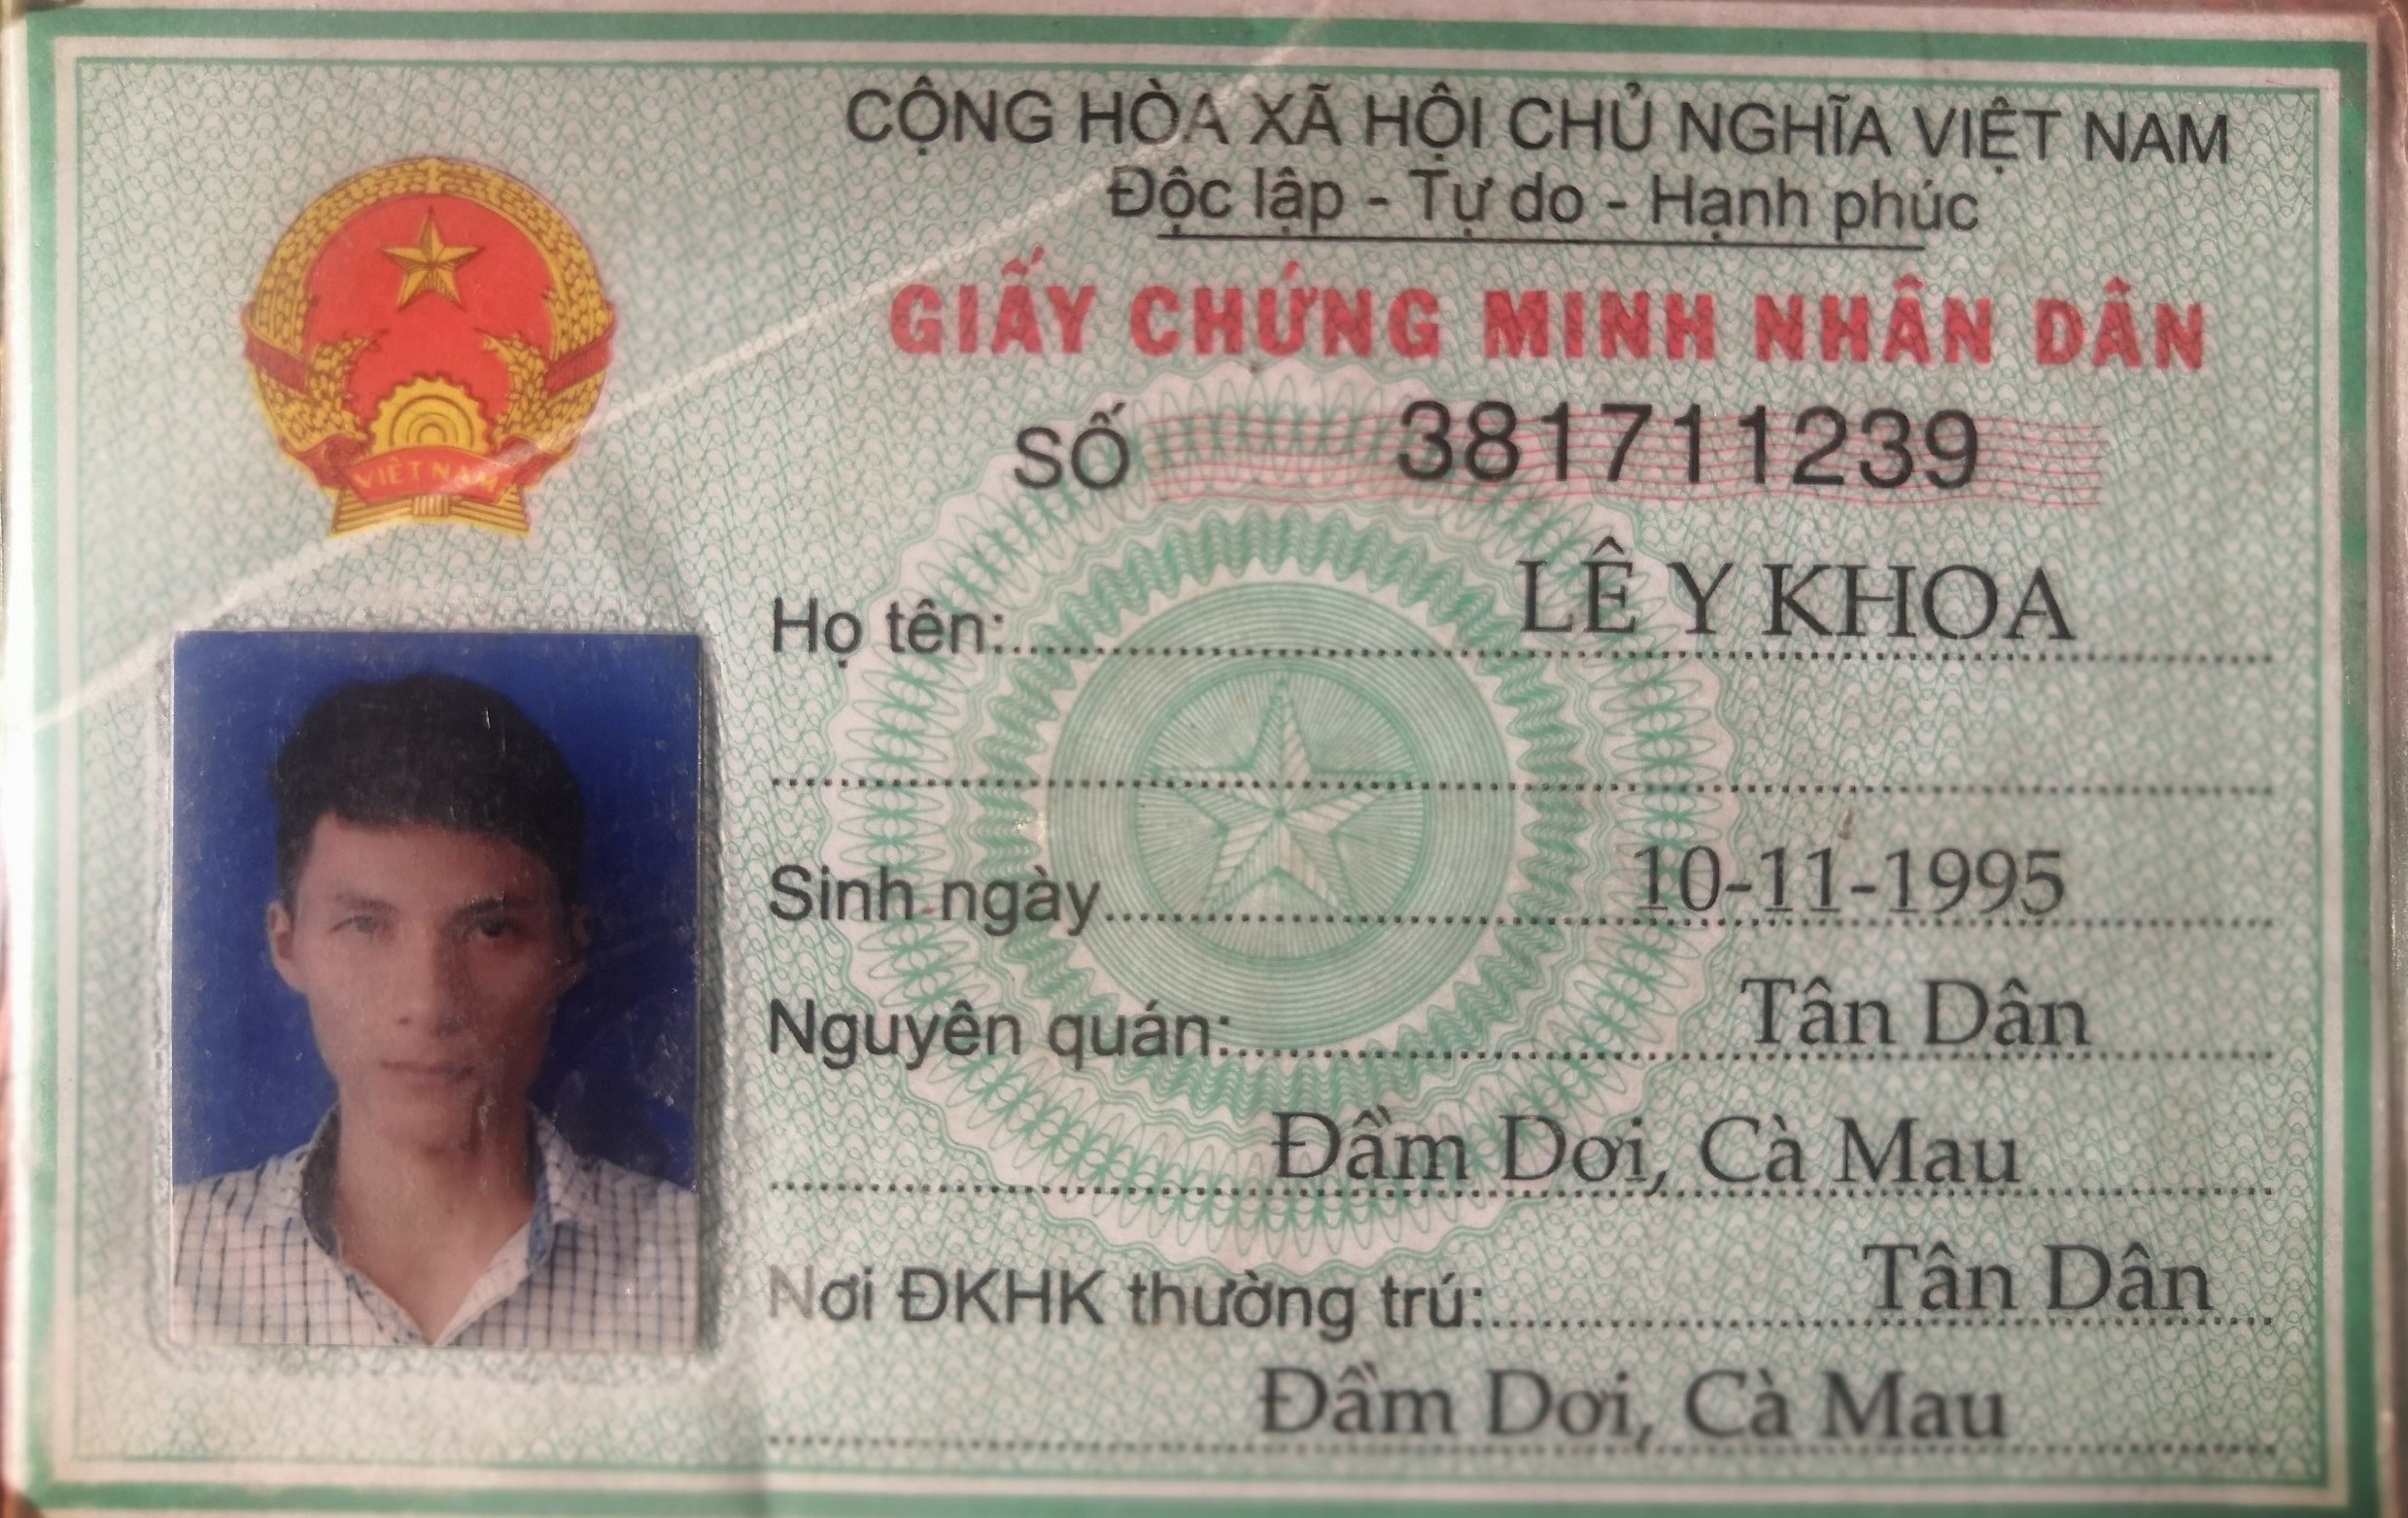 CỘNG HÒA XÃ HỘI CHỦ NGHĨA VIỆT NAM
Độc lập - Tự do - Hạnh phúc
GIẤY CHỨNG MINH NHÂN DÂN
VIỆT NAM
SỐ 381711239
Họ tên: LÊ Y KHOA
Sinh ngày 10-11-1995
Nguyên quán: Tân Dân
Đầm Dơi, Cà Mau
Nơi ĐKHK thường trú: Tân Dân
Đầm Dơi, Cà Mau